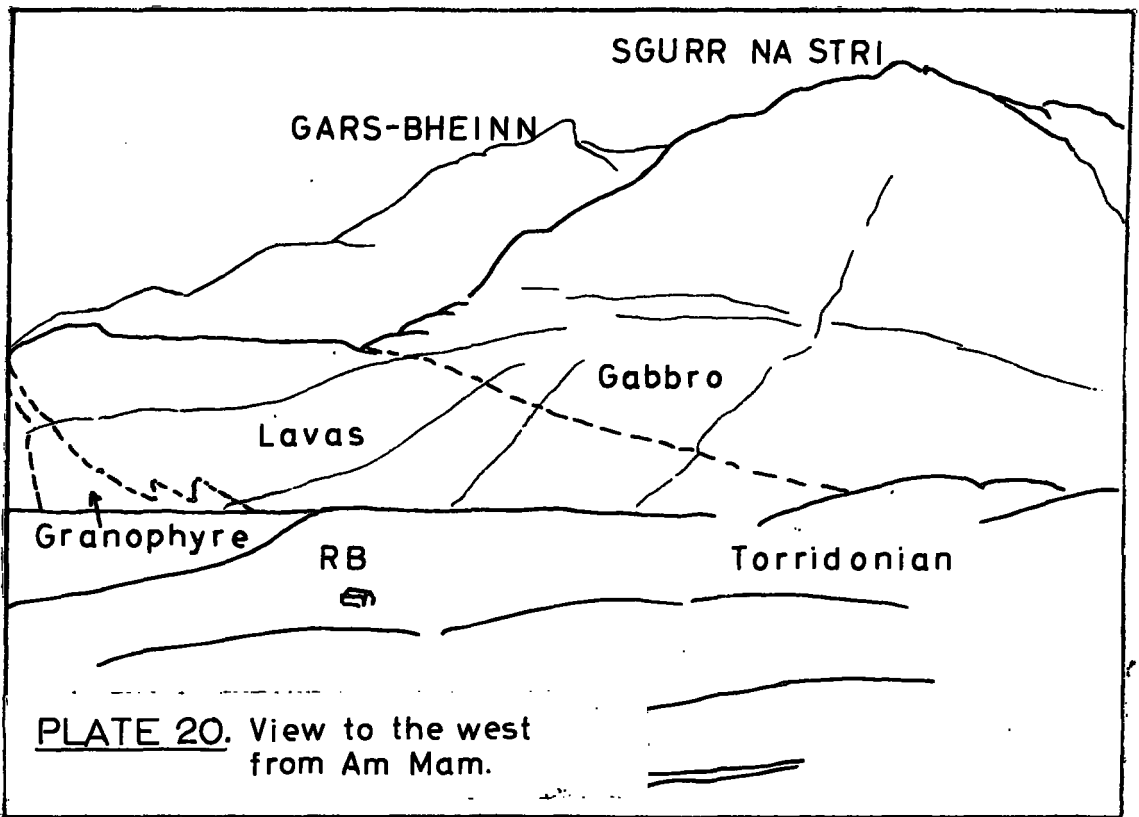 SGURR NA STRI
GARS-BHEINN
Gabbro
Lavas
Granophyre
RB
Torridonian
PLATE 20. View to the west
from Am Mam.